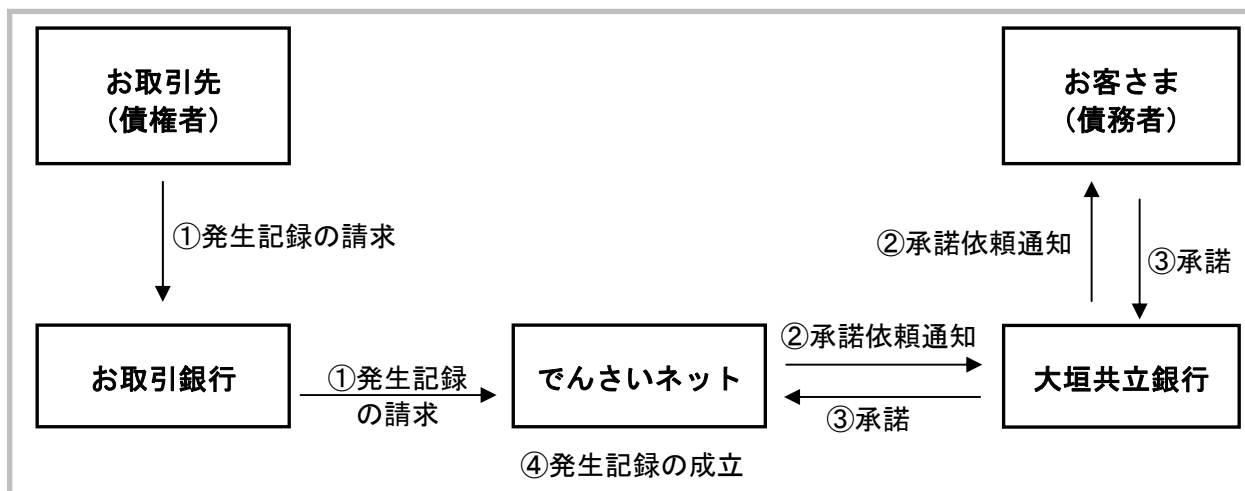 お取引先
（債権者）
お客さま
（債務者）
①発生記録の請求
②承諾依頼通知
③承諾
お取引銀行
①発生記録
の請求
でんさいネット
②承諾依頼通知
③承諾
大垣共立銀行
④発生記録の成立